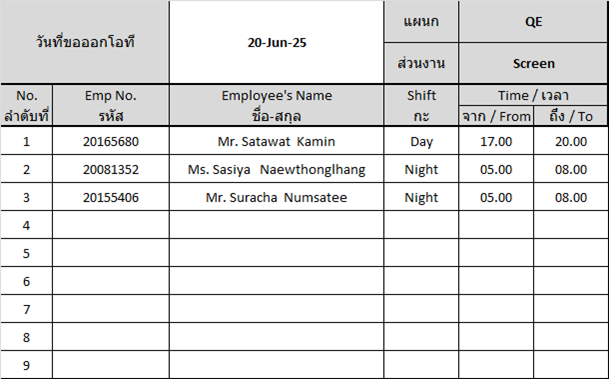 วันที่ขอออกโอที 20-Jun-25 แผนก QE
ส่วนงาน Screen
No. Emp No. Employee's Name Shift Time / เวลา
ลำดับที่ รหัส ชื่อ-สกุล กะ จาก / From ถึง / To
1 20165680 Mr. Satawat Kamin Day 17.00 20.00
2 20081352 Ms. Sasiya Naewthonglhang Night 05.00 08.00
3 20155406 Mr. Suracha Numsatee Night 05.00 08.00
4
5
6
7
8
9